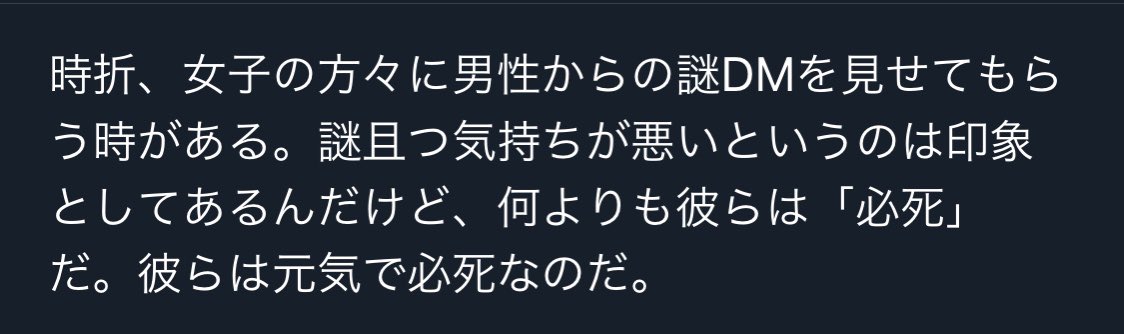 時折、女子の方々に男性からの謎DMを見せてもら
う時がある。謎且つ気持ちが悪いというのは印象
としてあるんだけど、何よりも彼らは「必死」
だ。彼らは元気で必死なのだ。